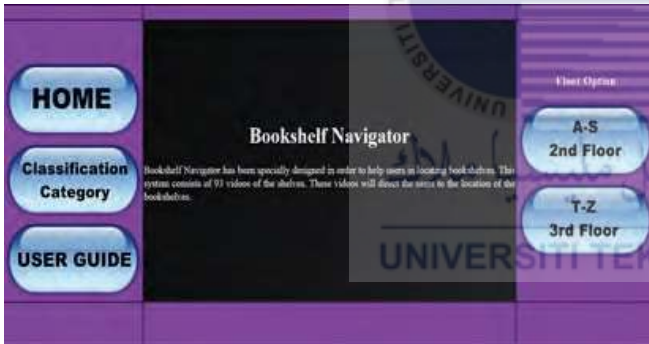 HOME
Classification
Category
USER GUIDE
Bookshelf Navigator
Bookshelf Navigator has been specially designed in order to help users in locating bookshelves. This
system consists of 93 videos of the shelves. These videos will direct the users to the location of the
bookshelves.
Floor Option
A-S
2nd Floor
T-Z
3rd Floor
UNIVERSITI TEK